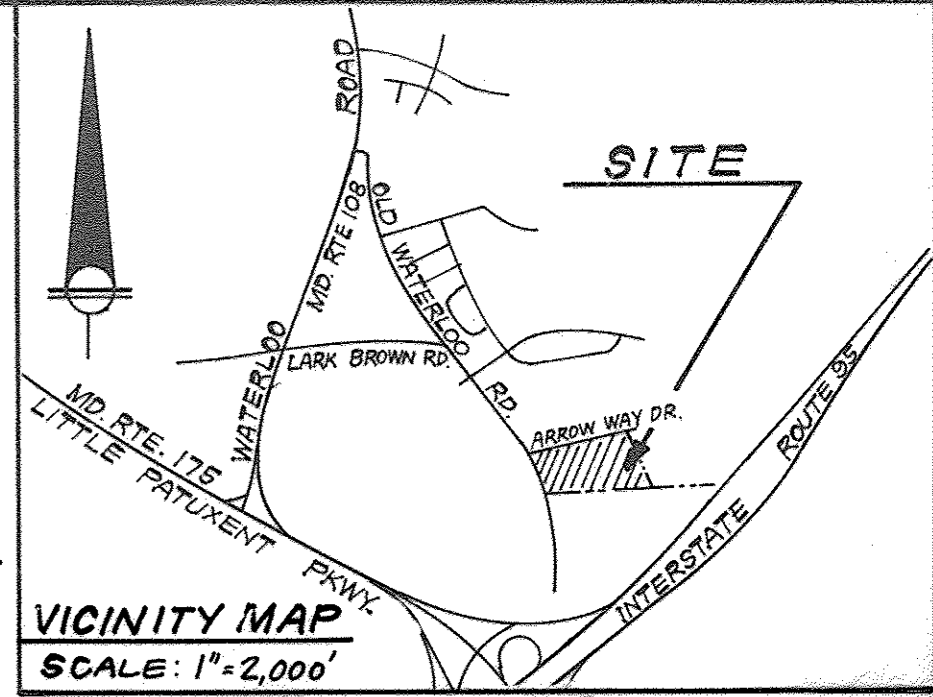 ROAD
SITE
MD. RTE 108
OLD WATERLOO RD.
WATERLOO
LARK BROWN RD.
ARROW WAY DR.
MD. RTE. 175
LITTLE PATUXENT PKWY.
INTERSTATE ROUTE 95
VICINITY MAP
SCALE: 1"=2,000'